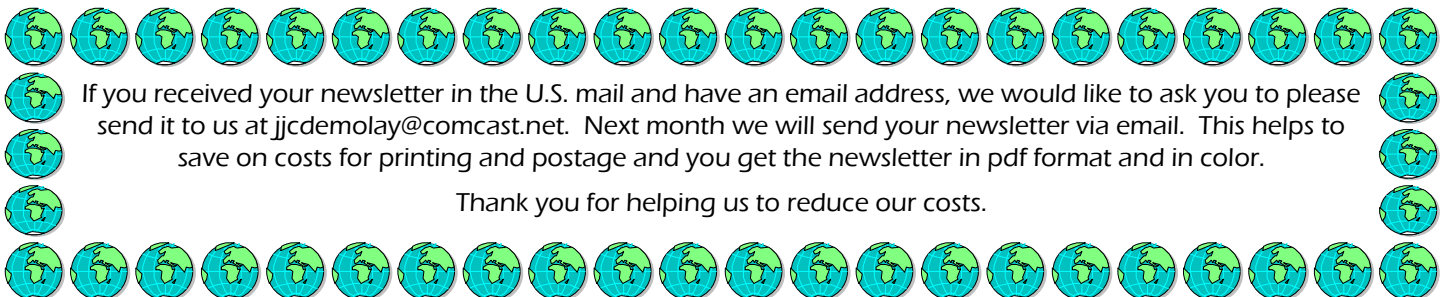 If you received your newsletter in the U.S. mail and have an email address, we would like to ask you to please
send it to us at jjcdemolay@comcast.net.  Next month we will send your newsletter via email.  This helps to
save on costs for printing and postage and you get the newsletter in pdf format and in color.
Thank you for helping us to reduce our costs.